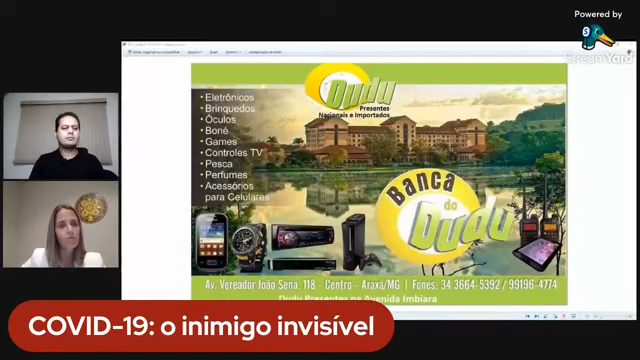 Powered by
StreamYard
Dudu
Presentes
Nacionais e Importados
• Eletrônicos
• Brinquedos
• Óculos
• Boné
• Games
• Controles TV
• Pesca
• Perfumes
• Acessórios
para Celulares
Banca
do
Dudu
Av. Vereador João Sena, 118 - Centro - Araxá/MG | Fones: 34 3664-5392 / 99196-4774
Dudu Presentes na Avenida Imbiara
COVID-19: o inimigo invisível